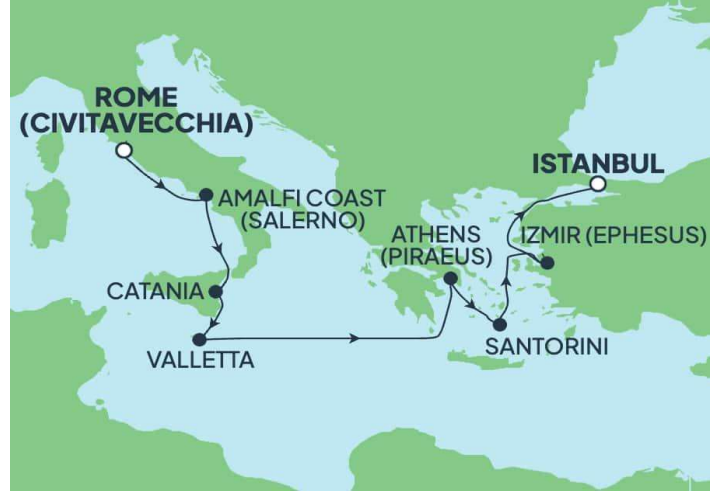 ROME
(CIVITAVECCHIA)
ISTANBUL
AMALFI COAST
(SALERNO)
ATHENS
(PIRAEUS)
IZMIR (EPHESUS)
CATANIA
VALLETTA
SANTORINI